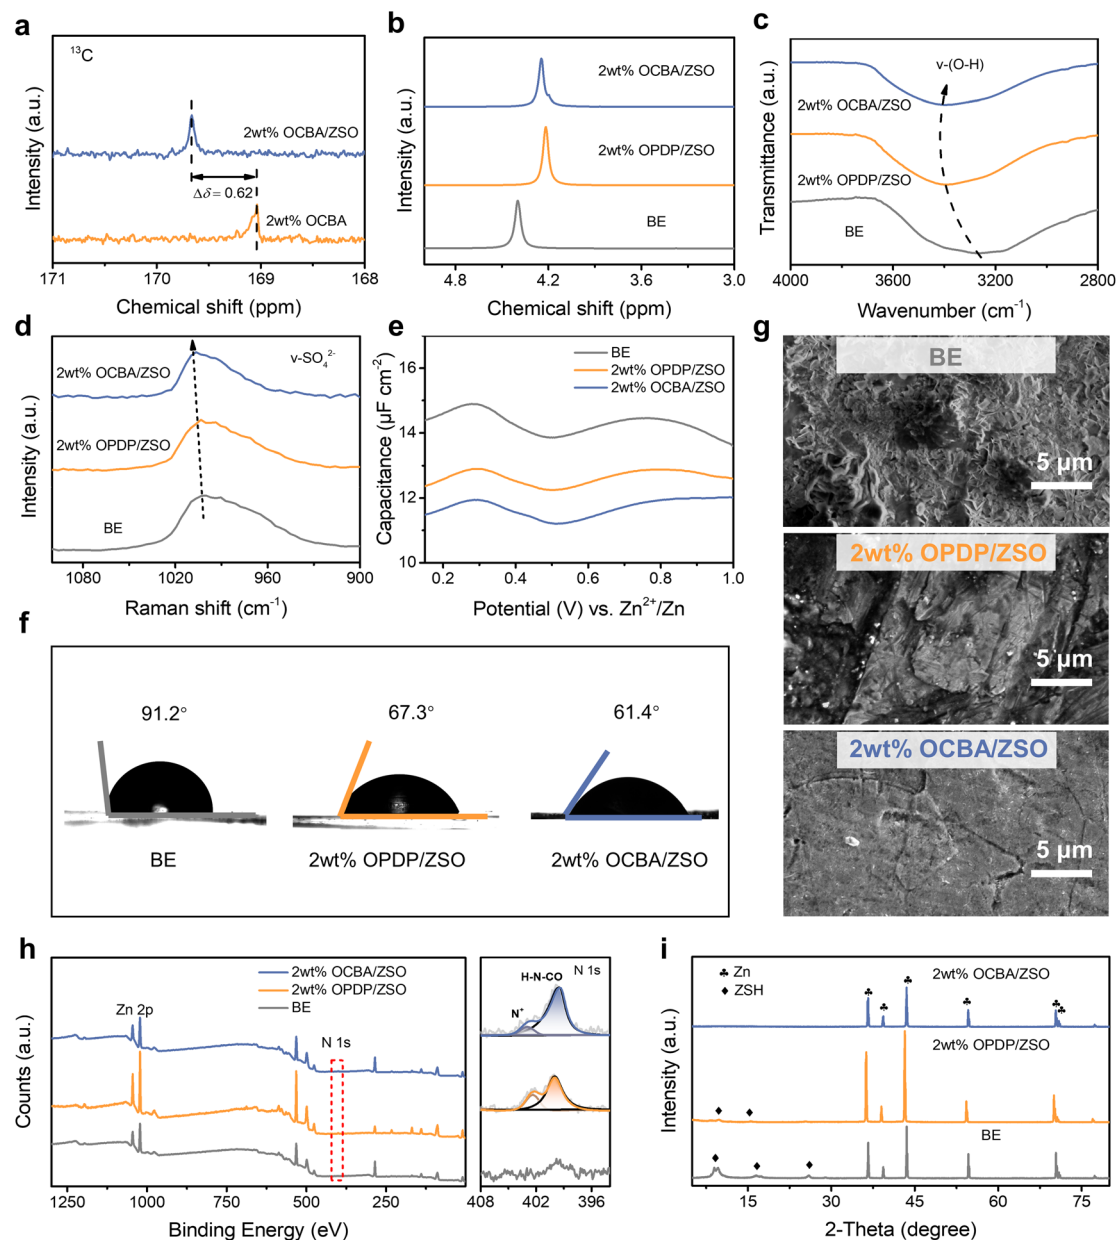 a
¹³C
2wt% OCBA/ZSO
Δδ = 0.62
2wt% OCBA
Intensity (a.u.)
171 170 169 168
Chemical shift (ppm)
b
2wt% OCBA/ZSO
2wt% OPDP/ZSO
BE
Intensity (a.u.)
4.8 4.2 3.6 3.0
Chemical shift (ppm)
c
v-(O-H)
2wt% OCBA/ZSO
2wt% OPDP/ZSO
BE
Transmittance (a.u.)
4000 3600 3200 2800
Wavenumber (cm⁻¹)
d
v-SO₄²⁻
2wt% OCBA/ZSO
2wt% OPDP/ZSO
BE
Intensity (a.u.)
1080 1020 960 900
Raman shift (cm⁻¹)
e
BE
2wt% OPDP/ZSO
2wt% OCBA/ZSO
Capacitance (µF cm⁻²)
16
14
12
10
0.2 0.4 0.6 0.8 1.0
Potential (V) vs. Zn²⁺/Zn
f
91.2° 67.3° 61.4°
BE 2wt% OPDP/ZSO 2wt% OCBA/ZSO
g
BE
5 µm
2wt% OPDP/ZSO
5 µm
2wt% OCBA/ZSO
5 µm
h
2wt% OCBA/ZSO
2wt% OPDP/ZSO
BE
Zn 2p
N 1s
Counts (a.u.)
1250 1000 750 500 250
Binding Energy (eV)
N 1s
H-N-CO
N⁺
408 402 396
i
♣ Zn
♦ ZSH
2wt% OCBA/ZSO
2wt% OPDP/ZSO
BE
Intensity (a.u.)
15 30 45 60 75
2-Theta (degree)